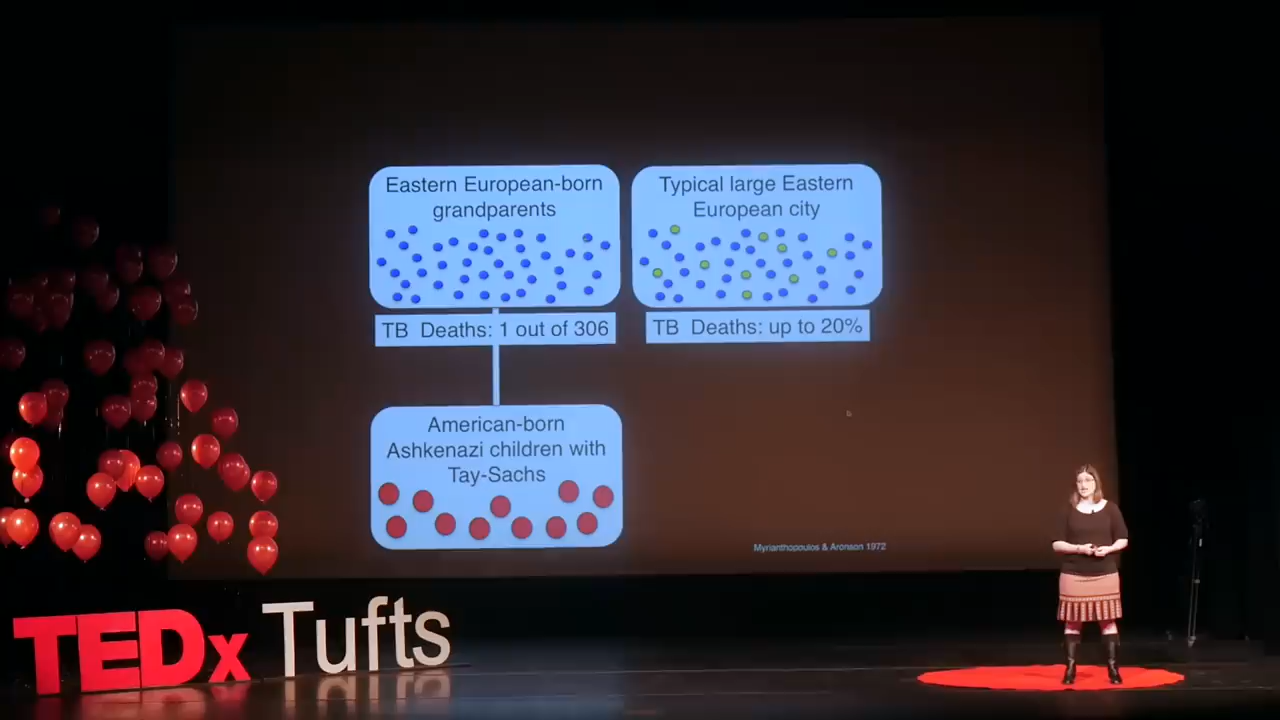 Eastern European-born
grandparents
TB Deaths: 1 out of 306
Typical large Eastern
European city
TB Deaths: up to 20%
American-born
Ashkenazi children with
Tay-Sachs
Myrianthopoulos & Aronson 1972
TEDx Tufts